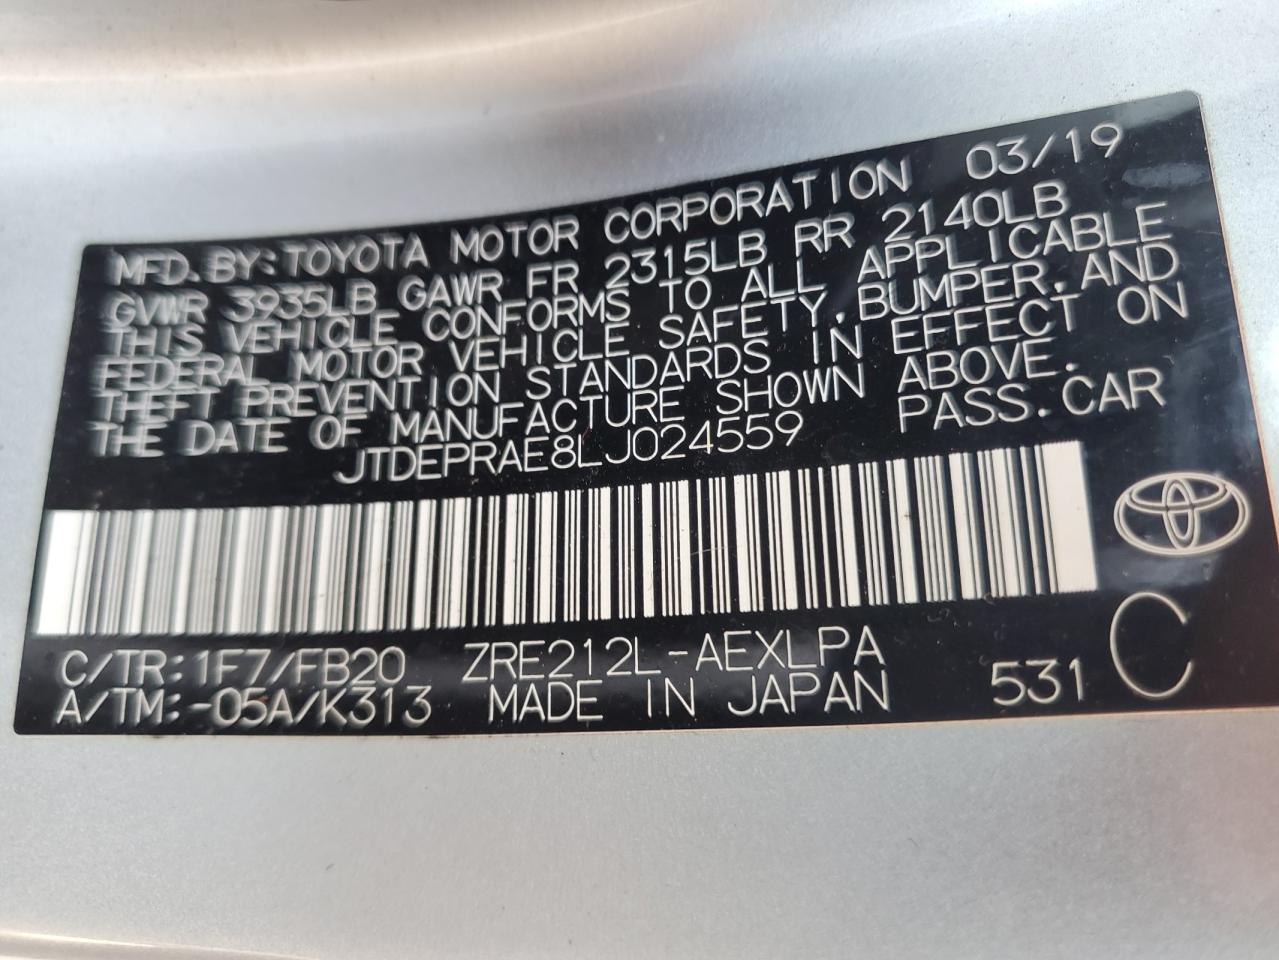 MFD.BY:TOYOTA MOTOR CORPORATION 03/19
GVWR 3935LB GAWR FR 2315LB RR 2140LB
THIS VEHICLE CONFORMS TO ALL APPLICABLE
FEDERAL MOTOR VEHICLE SAFETY,BUMPER,AND
THEFT PREVENTION STANDARDS IN EFFECT ON
THE DATE OF MANUFACTURE SHOWN ABOVE.
JTDEPRAE8LJ024559 PASS.CAR
C/TR:1F7/FB20 ZRE212L-AEXLPA
A/TM:-05A/K313 MADE IN JAPAN 531 C